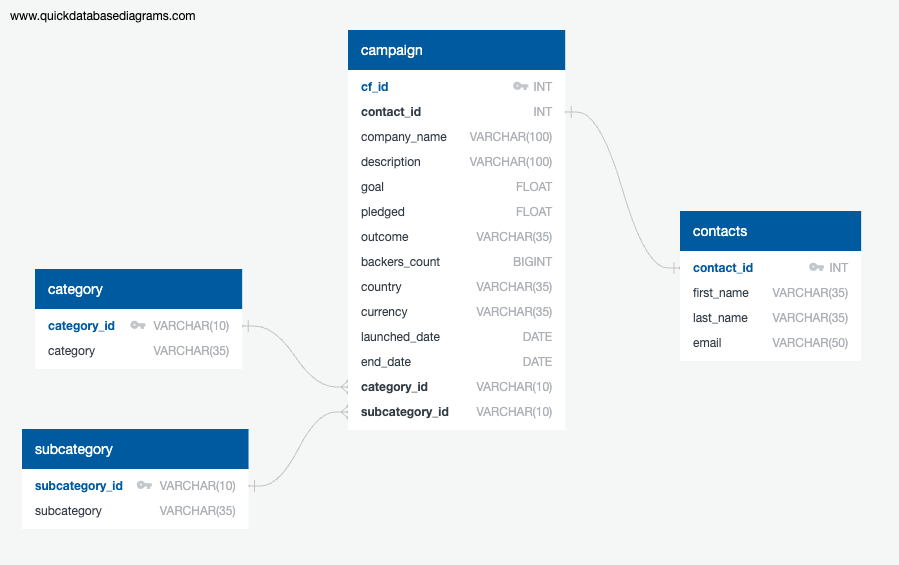 www.quickdatabasediagrams.com
campaign
cf_id INT
contact_id INT
company_name VARCHAR(100)
description VARCHAR(100)
goal FLOAT
pledged FLOAT
outcome VARCHAR(35)
backers_count BIGINT
country VARCHAR(35)
currency VARCHAR(35)
launched_date DATE
end_date DATE
category_id VARCHAR(10)
subcategory_id VARCHAR(10)
contacts
contact_id INT
first_name VARCHAR(35)
last_name VARCHAR(35)
email VARCHAR(50)
category
category_id VARCHAR(10)
category VARCHAR(35)
subcategory
subcategory_id VARCHAR(10)
subcategory VARCHAR(35)